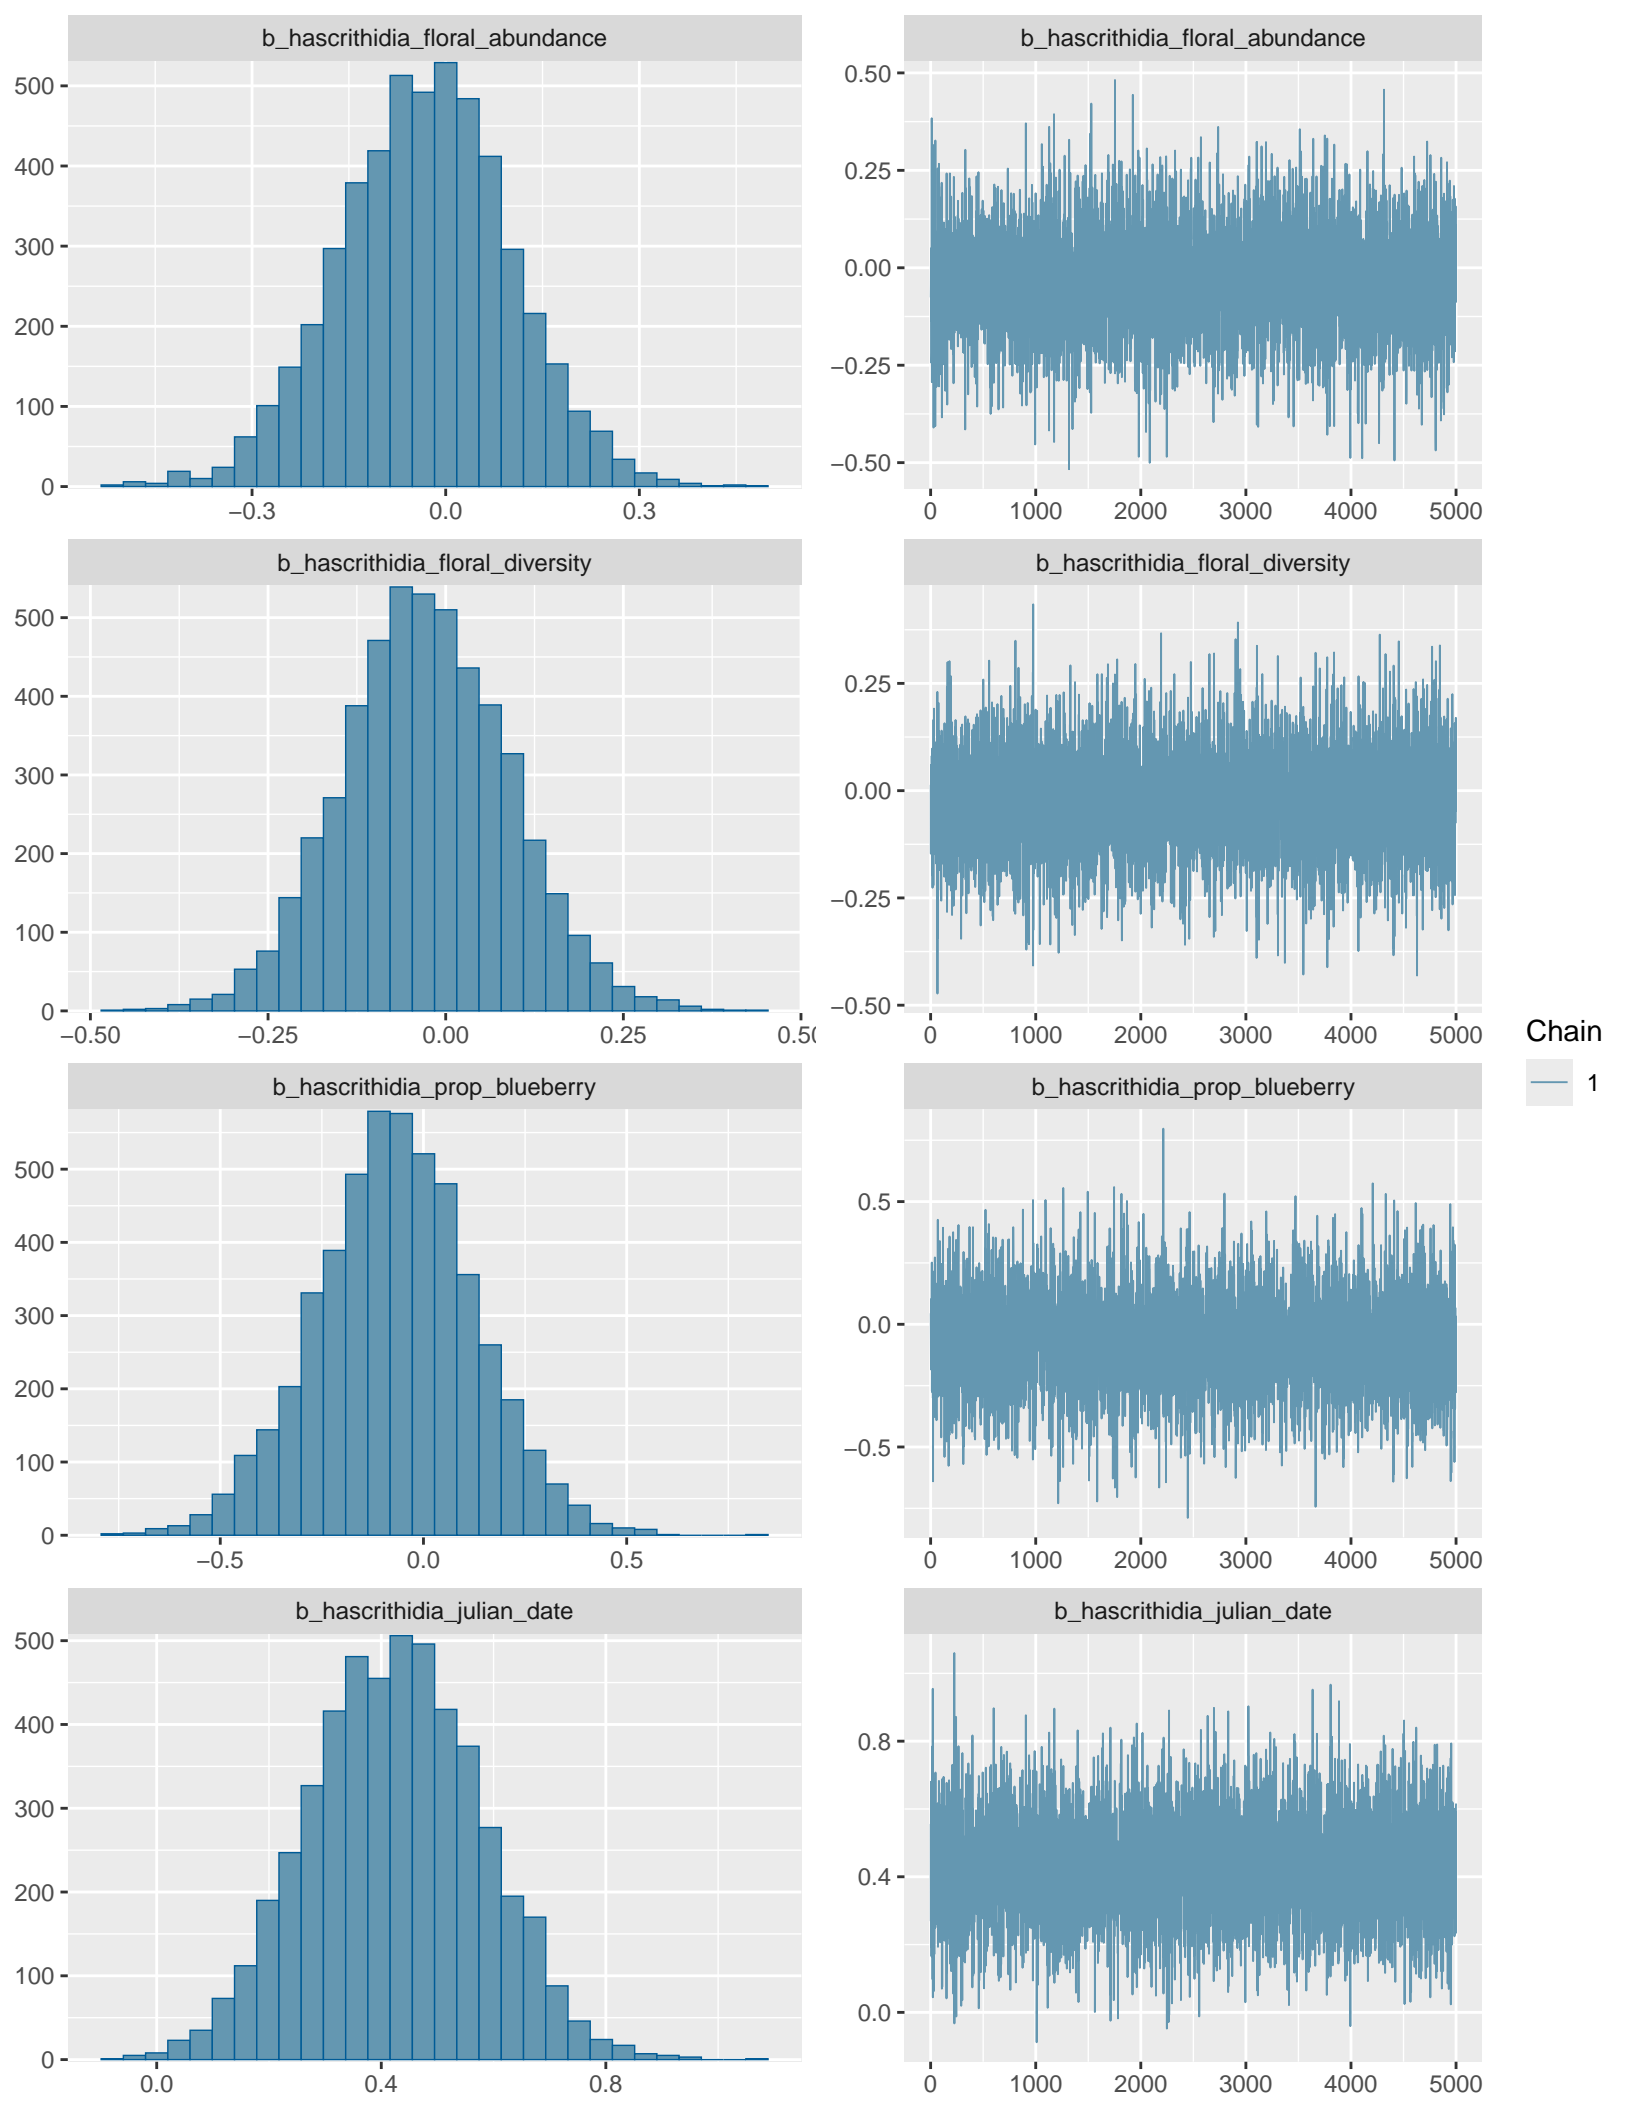 b_hascrithidia_floral_abundance
500
400
300
200
100
0
−0.3 0.0 0.3
b_hascrithidia_floral_abundance
0.50
0.25
0.00
−0.25
−0.50
0 1000 2000 3000 4000 5000
b_hascrithidia_floral_diversity
500
400
300
200
100
0
−0.50 −0.25 0.00 0.25 0.50
b_hascrithidia_floral_diversity
0.25
0.00
−0.25
−0.50
0 1000 2000 3000 4000 5000
b_hascrithidia_prop_blueberry
500
400
300
200
100
0
−0.5 0.0 0.5
b_hascrithidia_prop_blueberry
0.5
0.0
−0.5
0 1000 2000 3000 4000 5000
b_hascrithidia_julian_date
500
400
300
200
100
0
0.0 0.4 0.8
b_hascrithidia_julian_date
0.8
0.4
0.0
0 1000 2000 3000 4000 5000
Chain
1